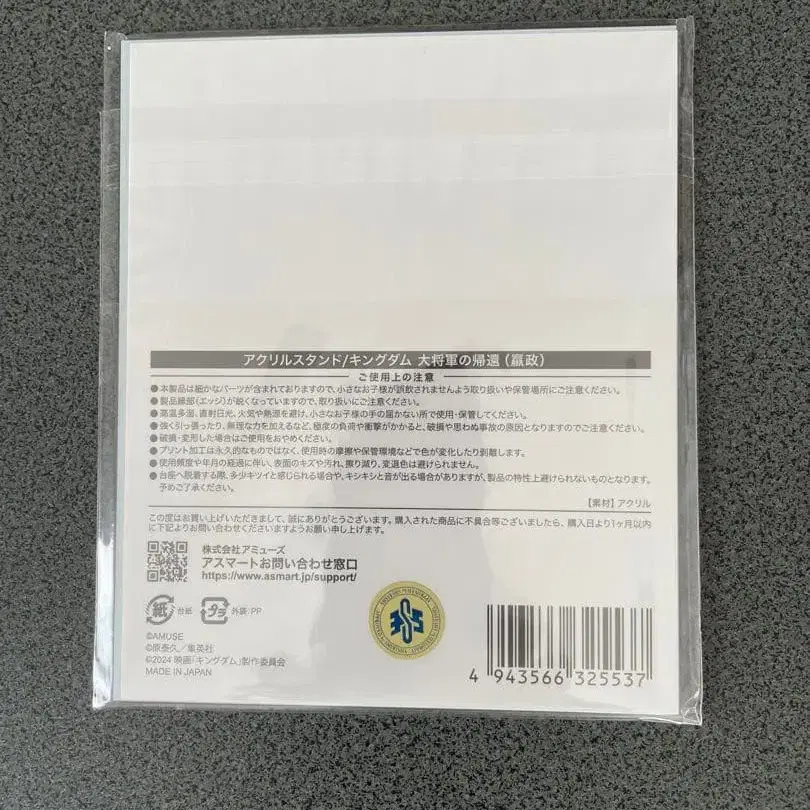 アクリルスタンド/キングダム 大将軍の帰還（嬴政）
ご使用上の注意
●本製品は細かなパーツが含まれておりますので、小さなお子様が誤飲されませんよう取り扱いや保管場所にご注意ください。
●製品縁部（エッジ）が鋭くなっていますので、取り扱いにご注意ください。
●高温多湿、直射日光、火気や熱源を避け、小さなお子様の手の届かない所で使用・保管してください。
●強く引っ張ったり、無理な力を加えるなど、極度の負荷や衝撃がかかると、破損や思わぬ事故の原因となりますのでご注意ください。
●破損・変形した場合はご使用をおやめください。
●プリント加工は永久的なものではなく、使用時の摩擦や保管環境などで色が変化したり剥離します。
●使用頻度や年月の経過に伴い、表面のキズや汚れ、擦り減り、変退色は避けられません。
●台座へ脱着する際、多少キツイと感じられる場合や、キシキシと音が出る場合がありますが、製品の特性上避けられないものとなります。
予めご了承ください。
【素材】アクリル
この度はお買い上げいただきまして、誠にありがとうございます。購入された商品に不具合等ございましたら、購入日より1ヶ月以内
に下記よりお問い合わせくださいますようお願い申し上げます。
株式会社アミューズ
アスマートお問い合わせ窓口
https://www.asmart.jp/support/
紙 台紙 プラ 外袋:PP
©AMUSE
©原泰久／集英社
©2024 映画「キングダム」製作委員会
MADE IN JAPAN
4 943566 325537